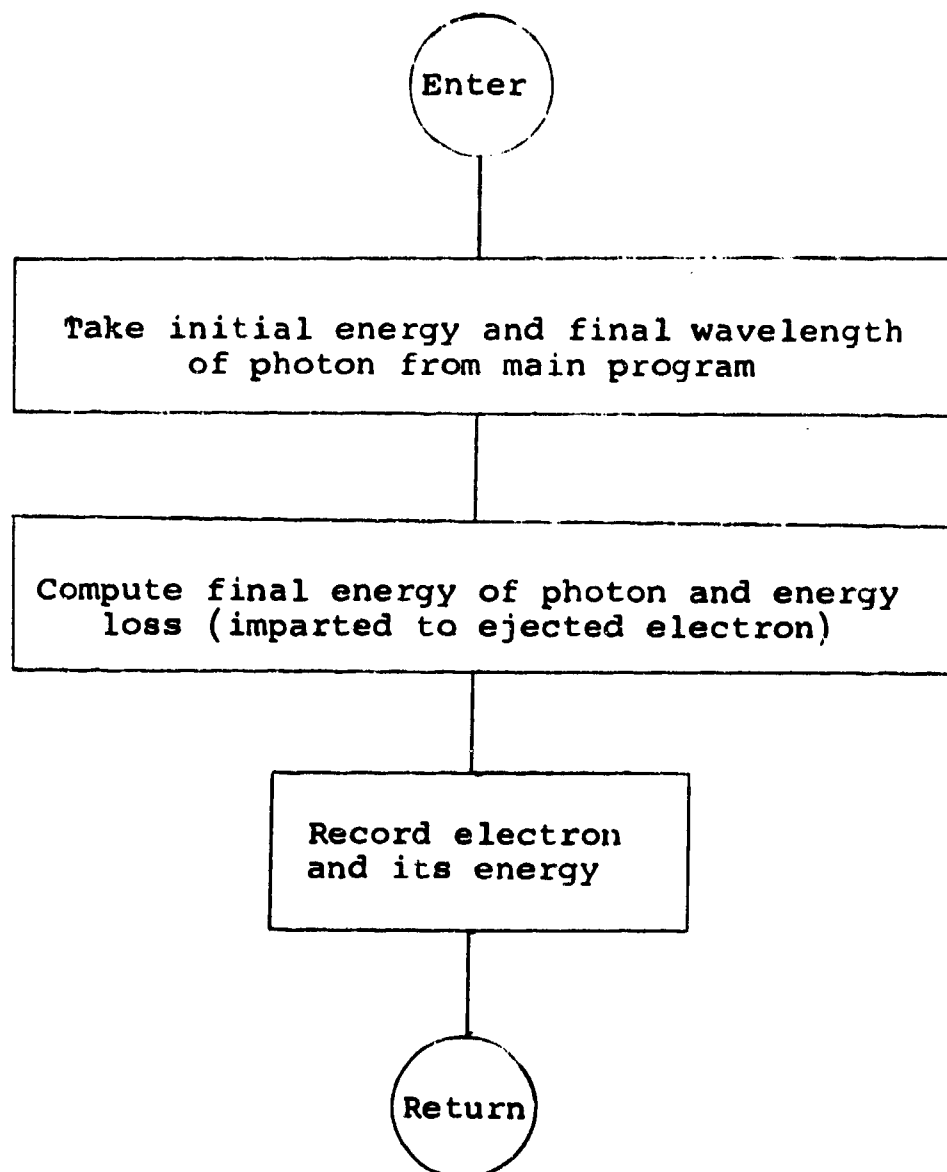 Enter
Take initial energy and final wavelength
of photon from main program
Compute final energy of photon and energy
loss (imparted to ejected electron)
Record electron
and its energy
Return